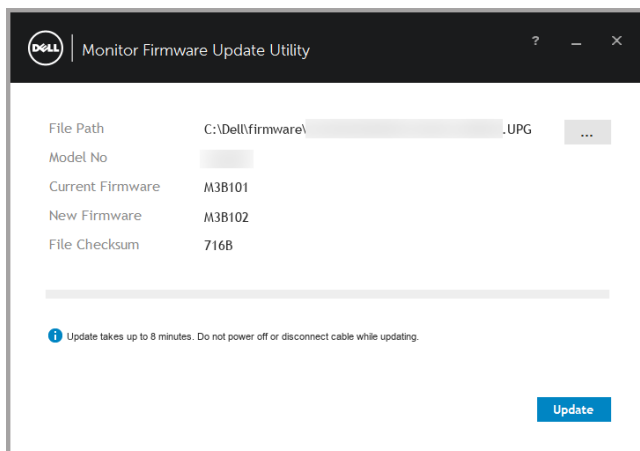 DELL Monitor Firmware Update Utility ?
File Path C:\Dell\firmware\ .UPG ...
Model No
Current Firmware M3B101
New Firmware M3B102
File Checksum 716B
i Update takes up to 8 minutes. Do not power off or disconnect cable while updating.
Update